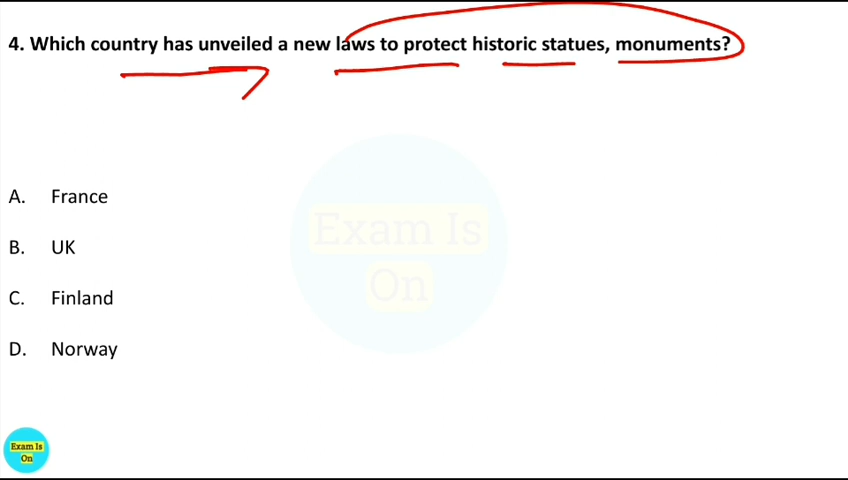 4. Which country has unveiled a new laws to protect historic statues, monuments?
Exam Is
On
A. France
B. UK
C. Finland
D. Norway
Exam Is
On